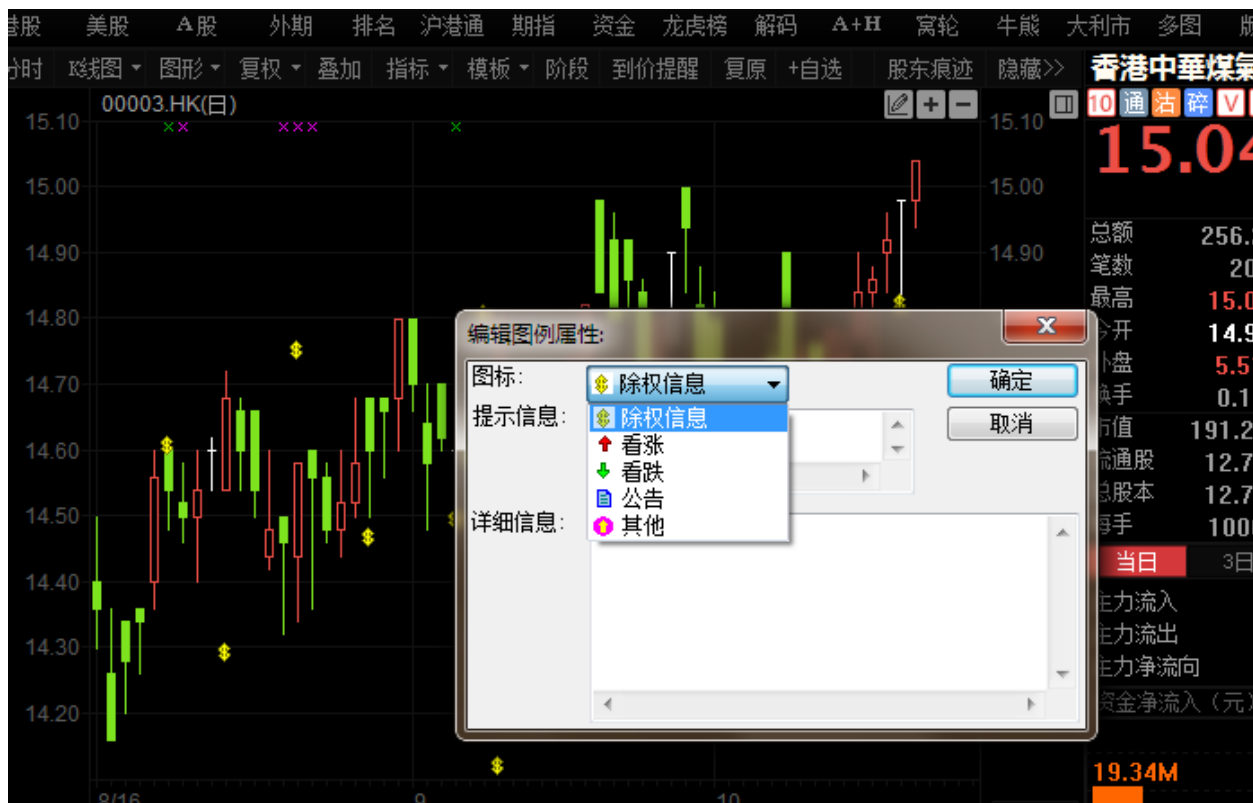 港股 美股 A股 外期 排名 沪港通 期指 资金 龙虎榜 解码 A+H 窝轮 牛熊 大利市 多图
分时 K线图 图形 复权 叠加 指标 模板 阶段 到价提醒 复原 +自选 股东痕迹 隐藏>>
香港中華煤氣
00003.HK(日)
10 通 沽 碎 V
15.04
15.10 15.10
15.00 15.00
14.90 14.90
14.80
14.70
14.60
14.50
14.40
14.30
14.20
8/16 9 10
编辑图例属性:
图标:
除权信息
确定
提示信息:
取消
除权信息
看涨
看跌
公告
其他
详细信息:
总额 256.
笔数 20
最高 15.0
今开 14.9
外盘 5.5
换手 0.1
市值 191.2
流通股 12.7
总股本 12.7
每手 100
当日 3日
主力流入
主力流出
主力净流向
资金净流入(元)
19.34M